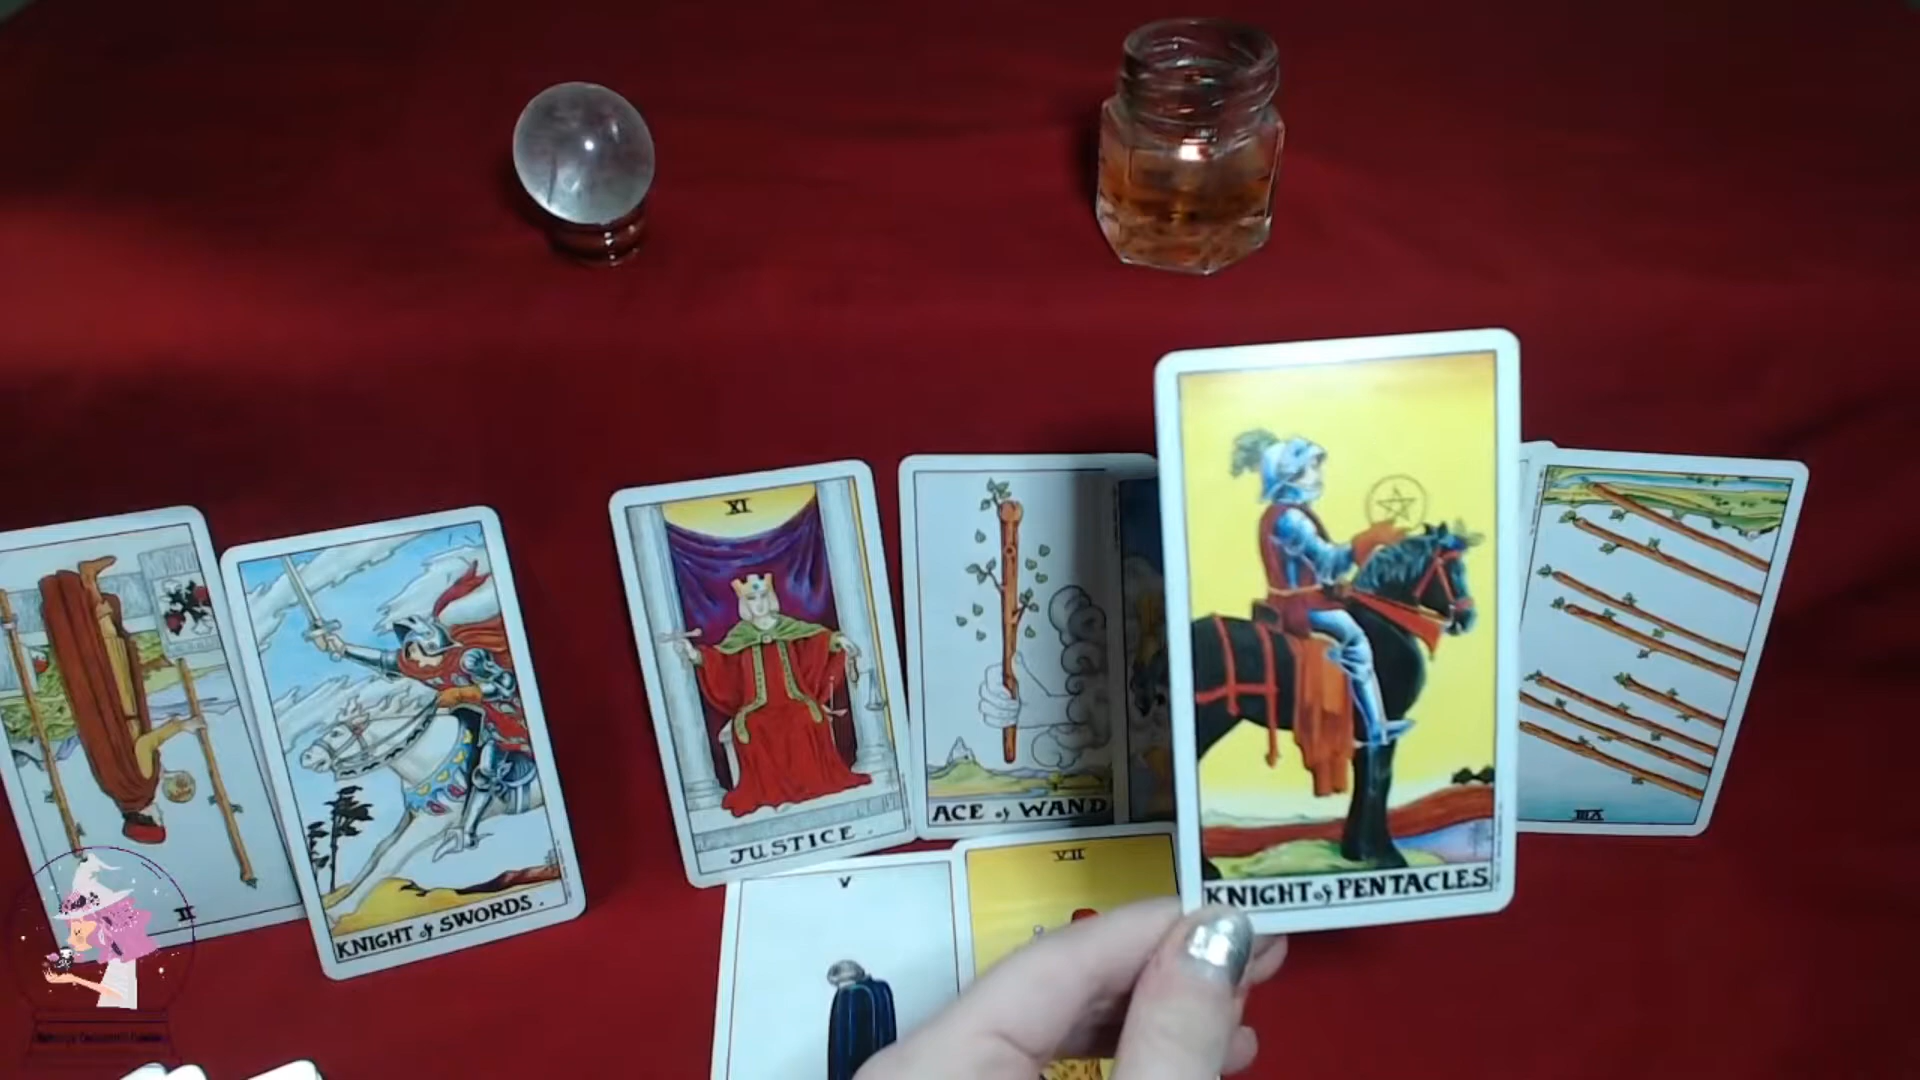 XI
JUSTICE.
ACE of WAND
KNIGHT of PENTACLES
VIII
II
KNIGHT of SWORDS.
V
VII